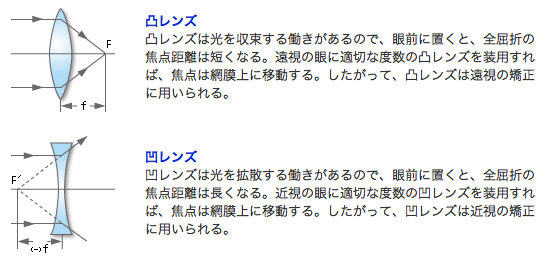 凸レンズ
凸レンズは光を収束する働きがあるので、眼前に置くと、全屈折の
焦点距離は短くなる。遠視の眼に適切な度数の凸レンズを装用すれ
ば、焦点は網膜上に移動する。したがって、凸レンズは遠視の矯正
に用いられる。
F
f
凹レンズ
凹レンズは光を拡散する働きがあるので、眼前に置くと、全屈折の
焦点距離は長くなる。近視の眼に適切な度数の凹レンズを装用すれ
ば、焦点は網膜上に移動する。したがって、凹レンズは近視の矯正
に用いられる。
F´
(-)f